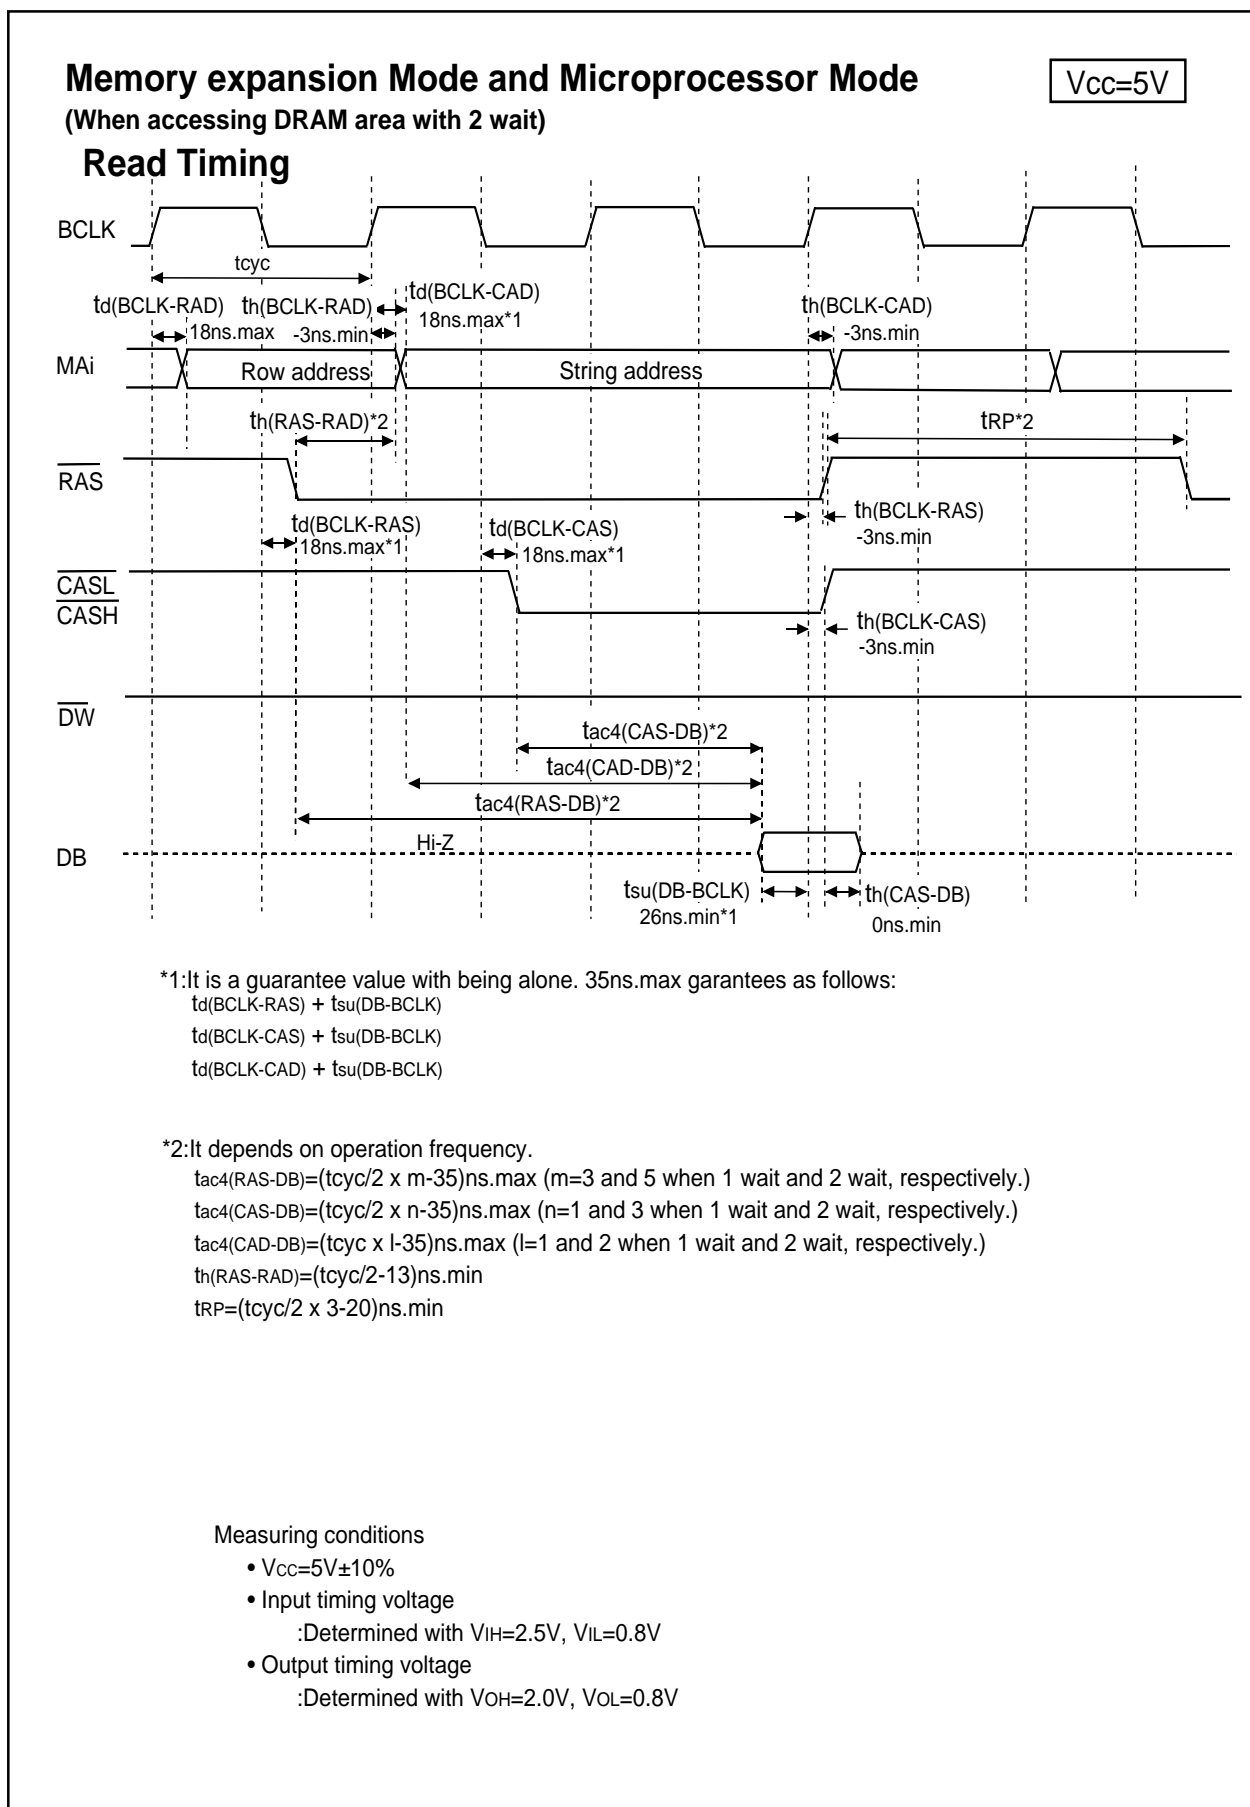 Memory expansion Mode and Microprocessor Mode
Vcc=5V
(When accessing DRAM area with 2 wait)
Read Timing
BCLK
tcyc
td(BCLK-RAD)
18ns.max
th(BCLK-RAD)
-3ns.min
td(BCLK-CAD)
18ns.max*1
th(BCLK-CAD)
-3ns.min
MAi
Row address
String address
th(RAS-RAD)*2
tRP*2
RAS
td(BCLK-RAS)
18ns.max*1
td(BCLK-CAS)
18ns.max*1
th(BCLK-RAS)
-3ns.min
CASL
CASH
th(BCLK-CAS)
-3ns.min
DW
tac4(CAS-DB)*2
tac4(CAD-DB)*2
tac4(RAS-DB)*2
Hi-Z
DB
tsu(DB-BCLK)
26ns.min*1
th(CAS-DB)
0ns.min
*1:It is a guarantee value with being alone. 35ns.max garantees as follows:
td(BCLK-RAS) + tsu(DB-BCLK)
td(BCLK-CAS) + tsu(DB-BCLK)
td(BCLK-CAD) + tsu(DB-BCLK)
*2:It depends on operation frequency.
tac4(RAS-DB)=(tcyc/2 x m-35)ns.max (m=3 and 5 when 1 wait and 2 wait, respectively.)
tac4(CAS-DB)=(tcyc/2 x n-35)ns.max (n=1 and 3 when 1 wait and 2 wait, respectively.)
tac4(CAD-DB)=(tcyc x l-35)ns.max (l=1 and 2 when 1 wait and 2 wait, respectively.)
th(RAS-RAD)=(tcyc/2-13)ns.min
tRP=(tcyc/2 x 3-20)ns.min
Measuring conditions
• VCC=5V±10%
• Input timing voltage
:Determined with VIH=2.5V, VIL=0.8V
• Output timing voltage
:Determined with VOH=2.0V, VOL=0.8V